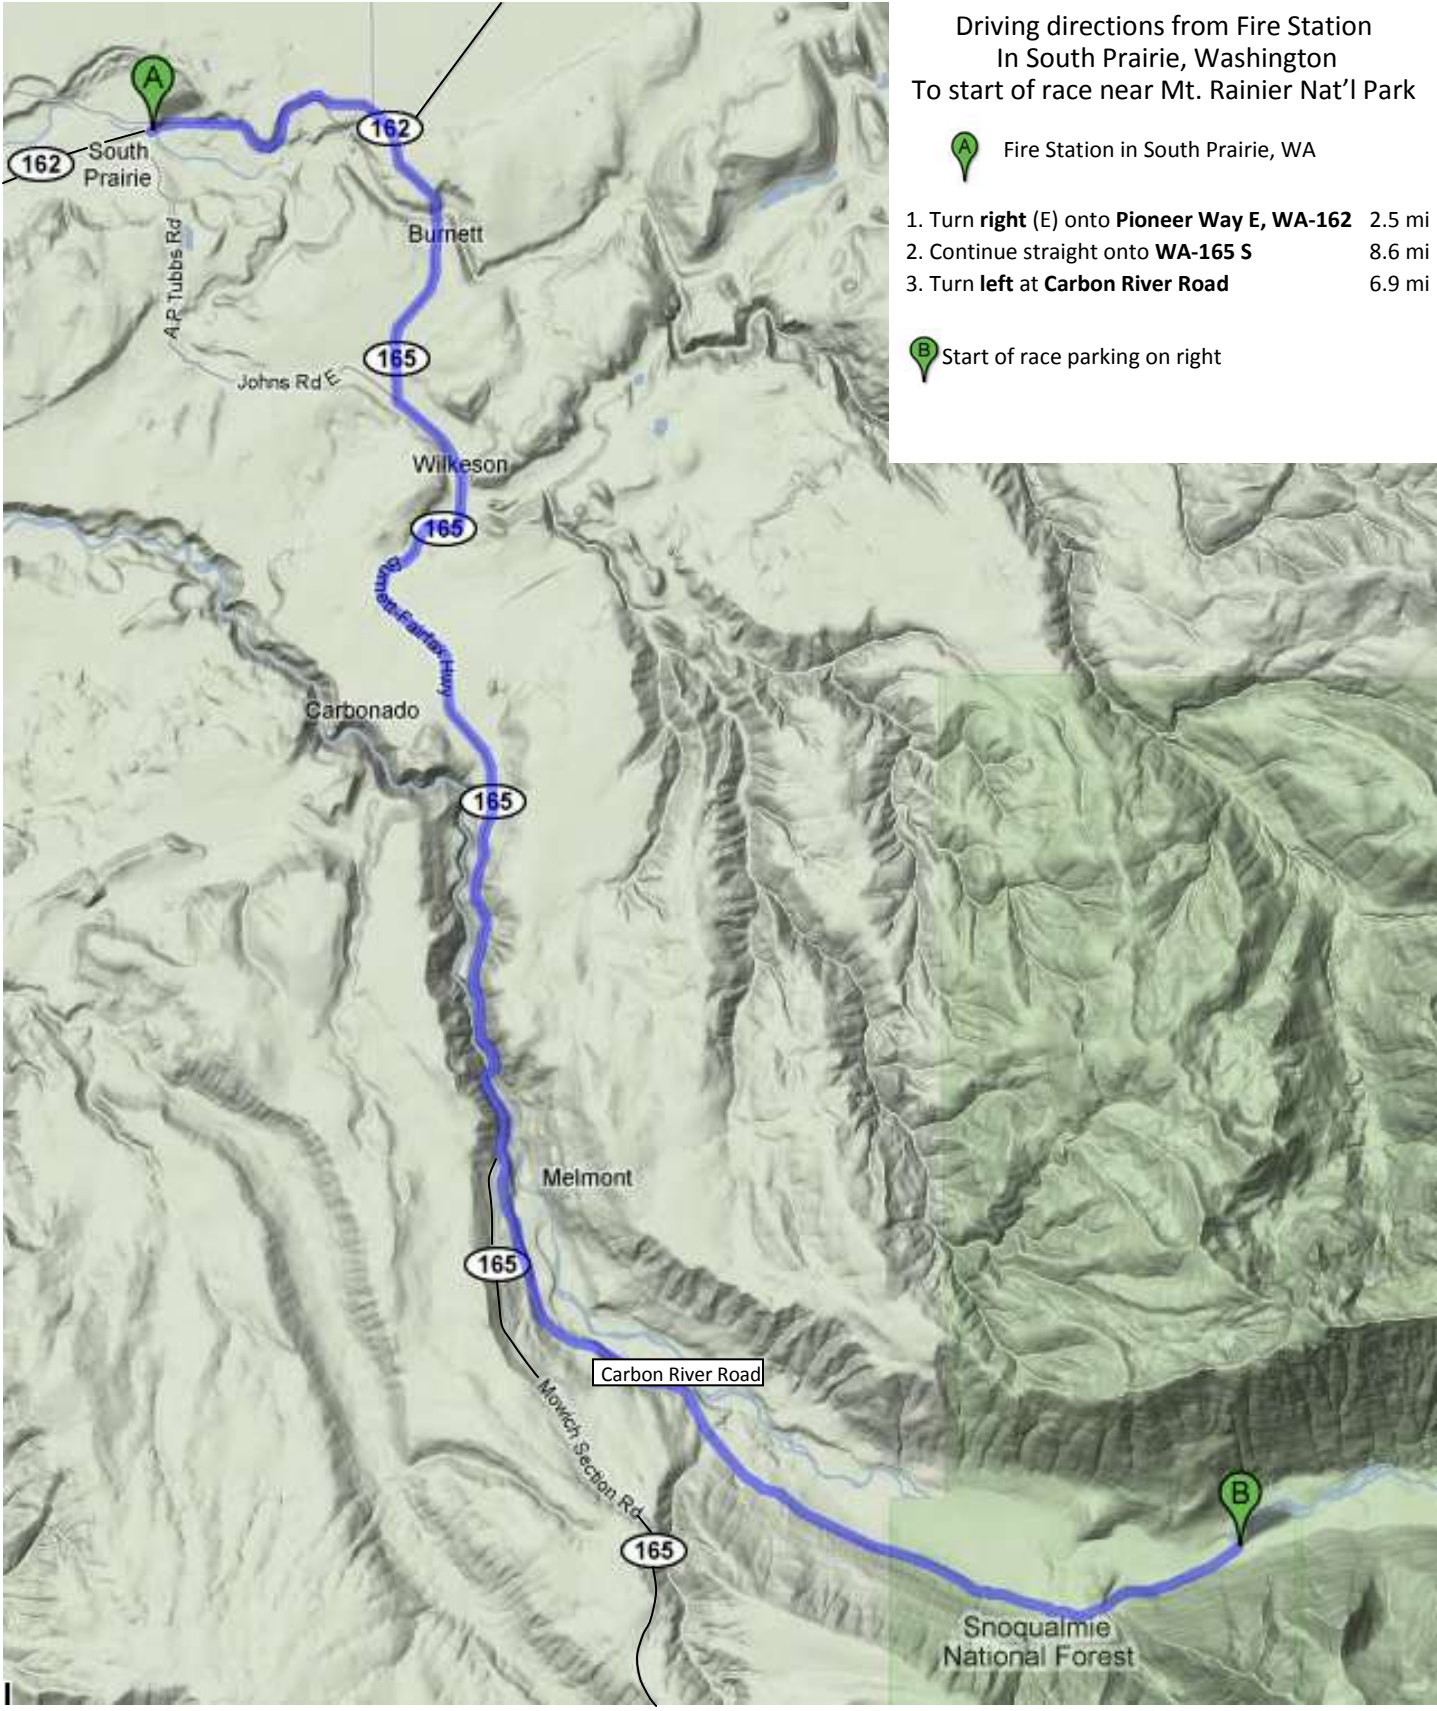 Driving directions from Fire Station
In South Prairie, Washington
To start of race near Mt. Rainier Nat'l Park
A
Fire Station in South Prairie, WA
1. Turn right (E) onto Pioneer Way E, WA-162 2.5 mi
2. Continue straight onto WA-165 S 8.6 mi
3. Turn left at Carbon River Road 6.9 mi
B
Start of race parking on right
A
162
162
South
Prairie
Burnett
A P Tubbs Rd
165
Johns Rd E
Wilkeson
165
Burnett-Fairfax Hwy
Carbonado
165
Melmont
165
Carbon River Road
Mowich Section Rd
B
165
Snoqualmie
National Forest